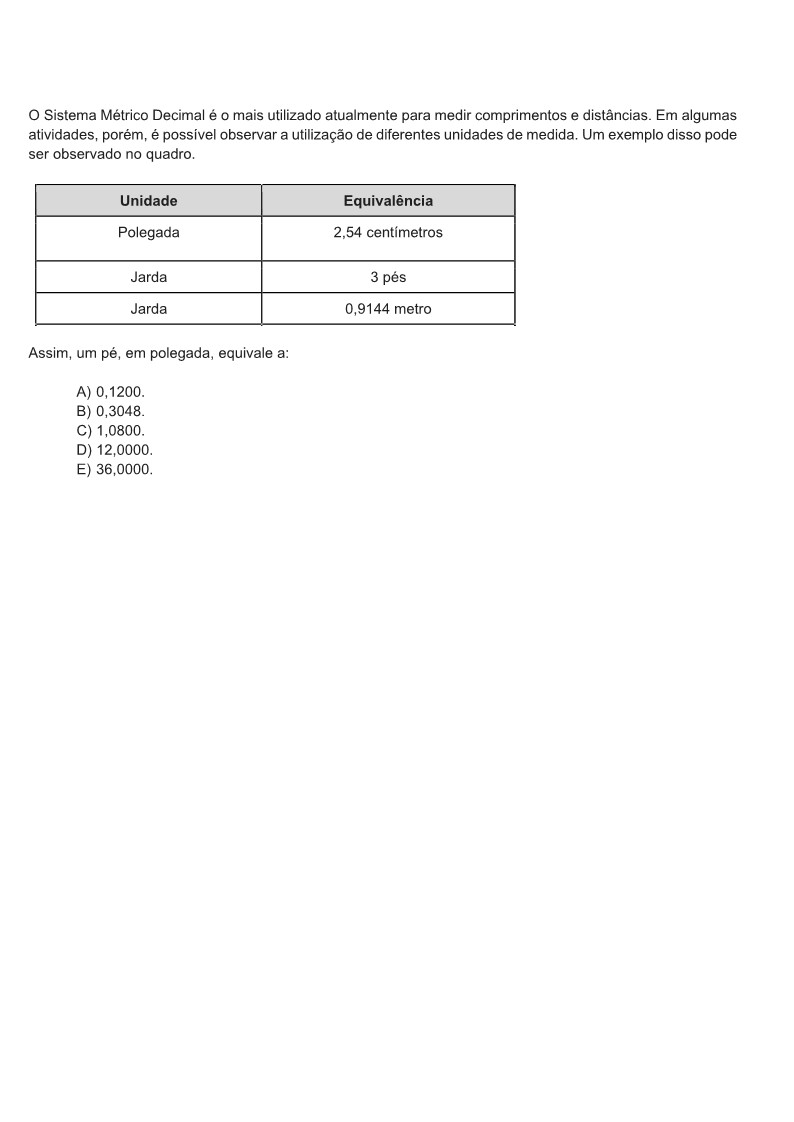 O Sistema Métrico Decimal é o mais utilizado atualmente para medir comprimentos e distâncias. Em algumas
atividades, porém, é possível observar a utilização de diferentes unidades de medida. Um exemplo disso pode
ser observado no quadro.
Unidade Equivalência
Polegada 2,54 centímetros
Jarda 3 pés
Jarda 0,9144 metro
Assim, um pé, em polegada, equivale a:
A) 0,1200.
B) 0,3048.
C) 1,0800.
D) 12,0000.
E) 36,0000.